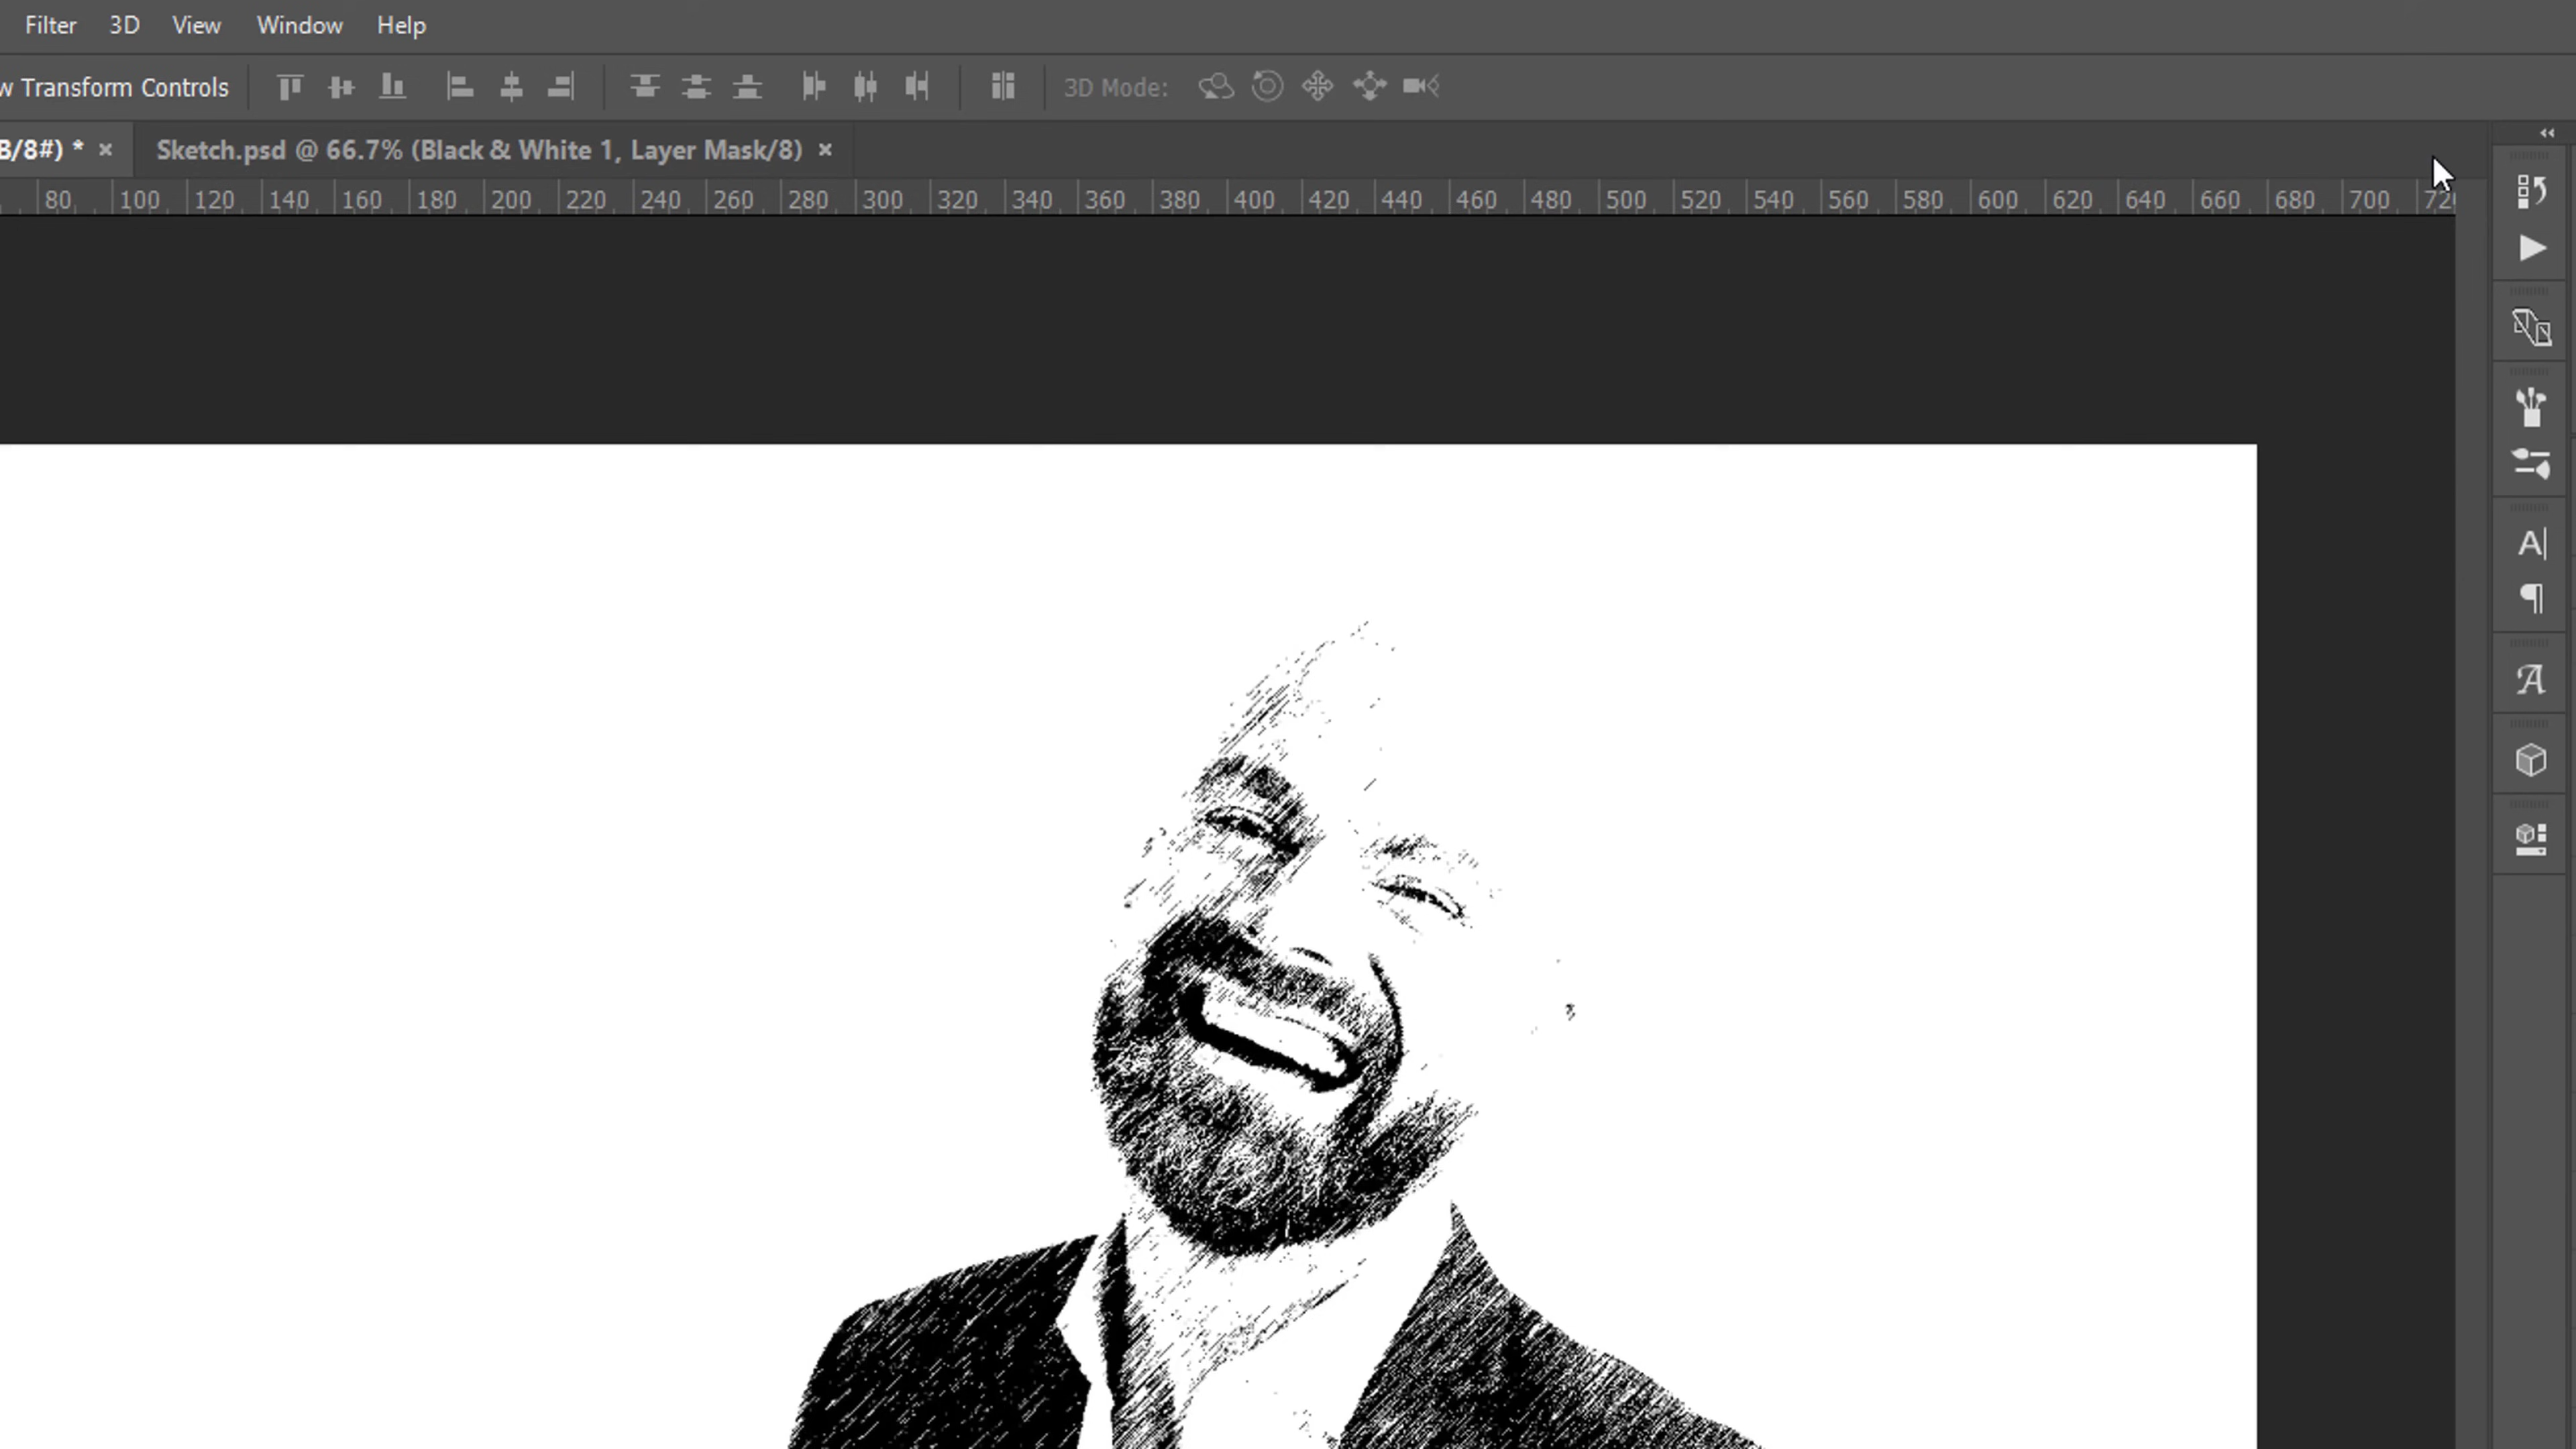 Filter 3D View Window Help
w Transform Controls 3D Mode:
B/8#) * × Sketch.psd @ 66.7% (Black & White 1, Layer Mask/8) ×
80 100 120 140 160 180 200 220 240 260 280 300 320 340 360 380 400 420 440 460 480 500 520 540 560 580 600 620 640 660 680 700 720